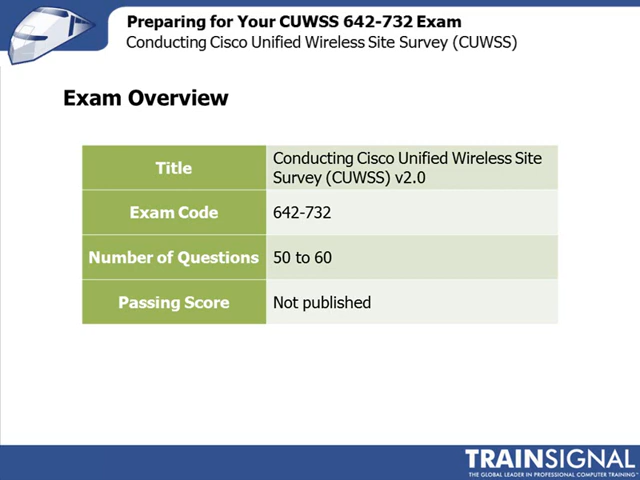 Preparing for Your CUWSS 642-732 Exam
Conducting Cisco Unified Wireless Site Survey (CUWSS)
Exam Overview
Title
Conducting Cisco Unified Wireless Site
Survey (CUWSS) v2.0
Exam Code
642-732
Number of Questions
50 to 60
Passing Score
Not published
TRAINSIGNAL
THE GLOBAL LEADER IN PROFESSIONAL COMPUTER TRAINING™